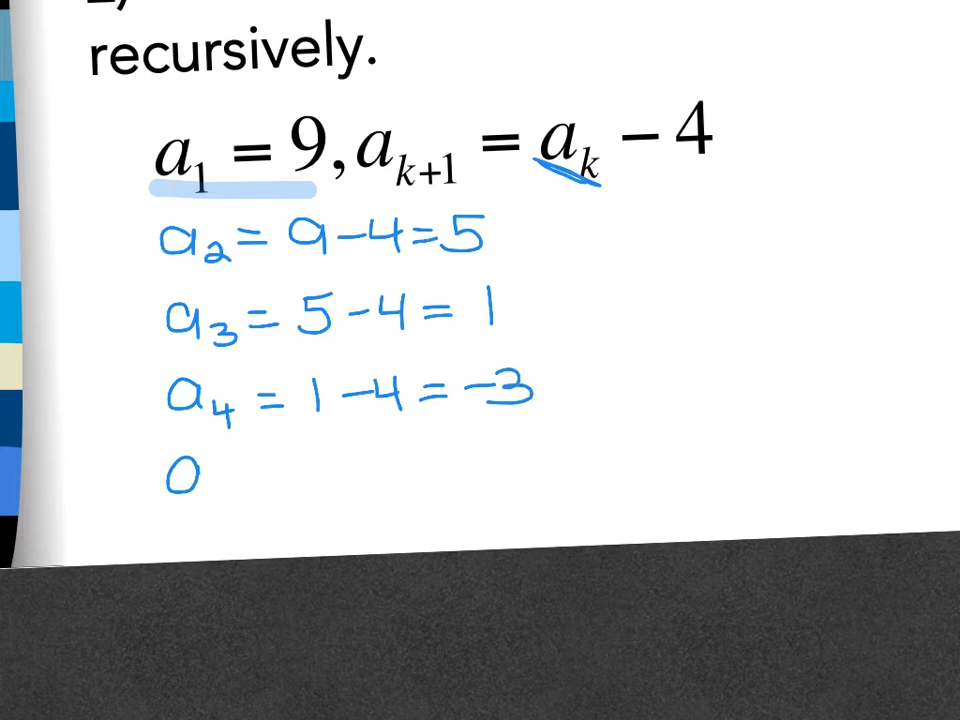 recursively.
a₁ = 9, aₖ₊₁ = aₖ − 4
a₂ = 9 − 4 = 5
a₃ = 5 − 4 = 1
a₄ = 1 − 4 = −3